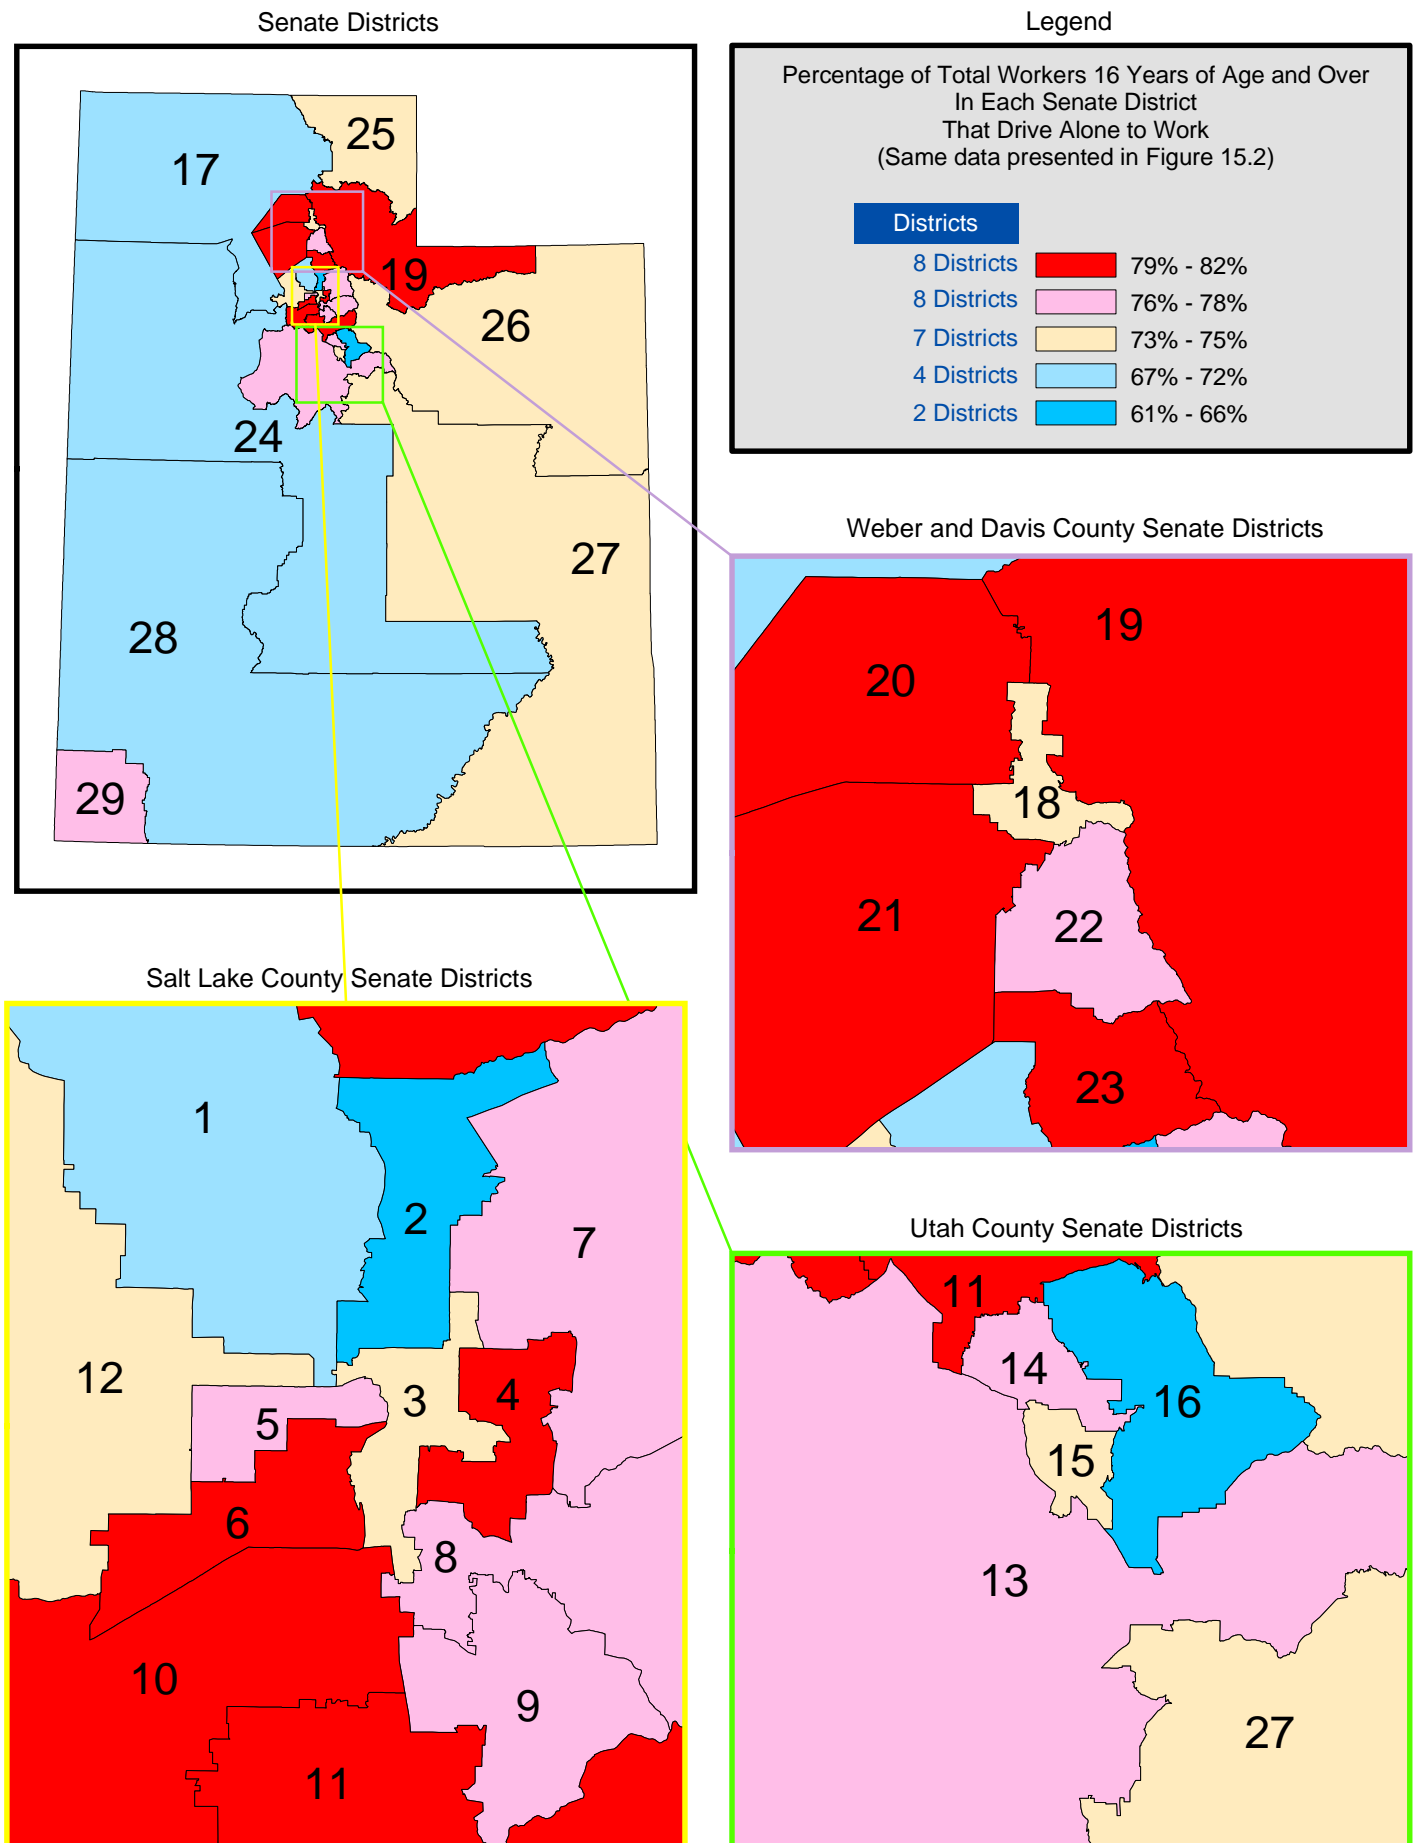 Senate Districts
25
17
19
26
24
27
28
29
Legend
Percentage of Total Workers 16 Years of Age and Over
In Each Senate District
That Drive Alone to Work
(Same data presented in Figure 15.2)
Districts
8 Districts 79% - 82%
8 Districts 76% - 78%
7 Districts 73% - 75%
4 Districts 67% - 72%
2 Districts 61% - 66%
Weber and Davis County Senate Districts
19
20
18
21
22
23
Salt Lake County Senate Districts
1
2
7
12
3
4
5
6
8
10
9
11
Utah County Senate Districts
11
14
16
15
13
27